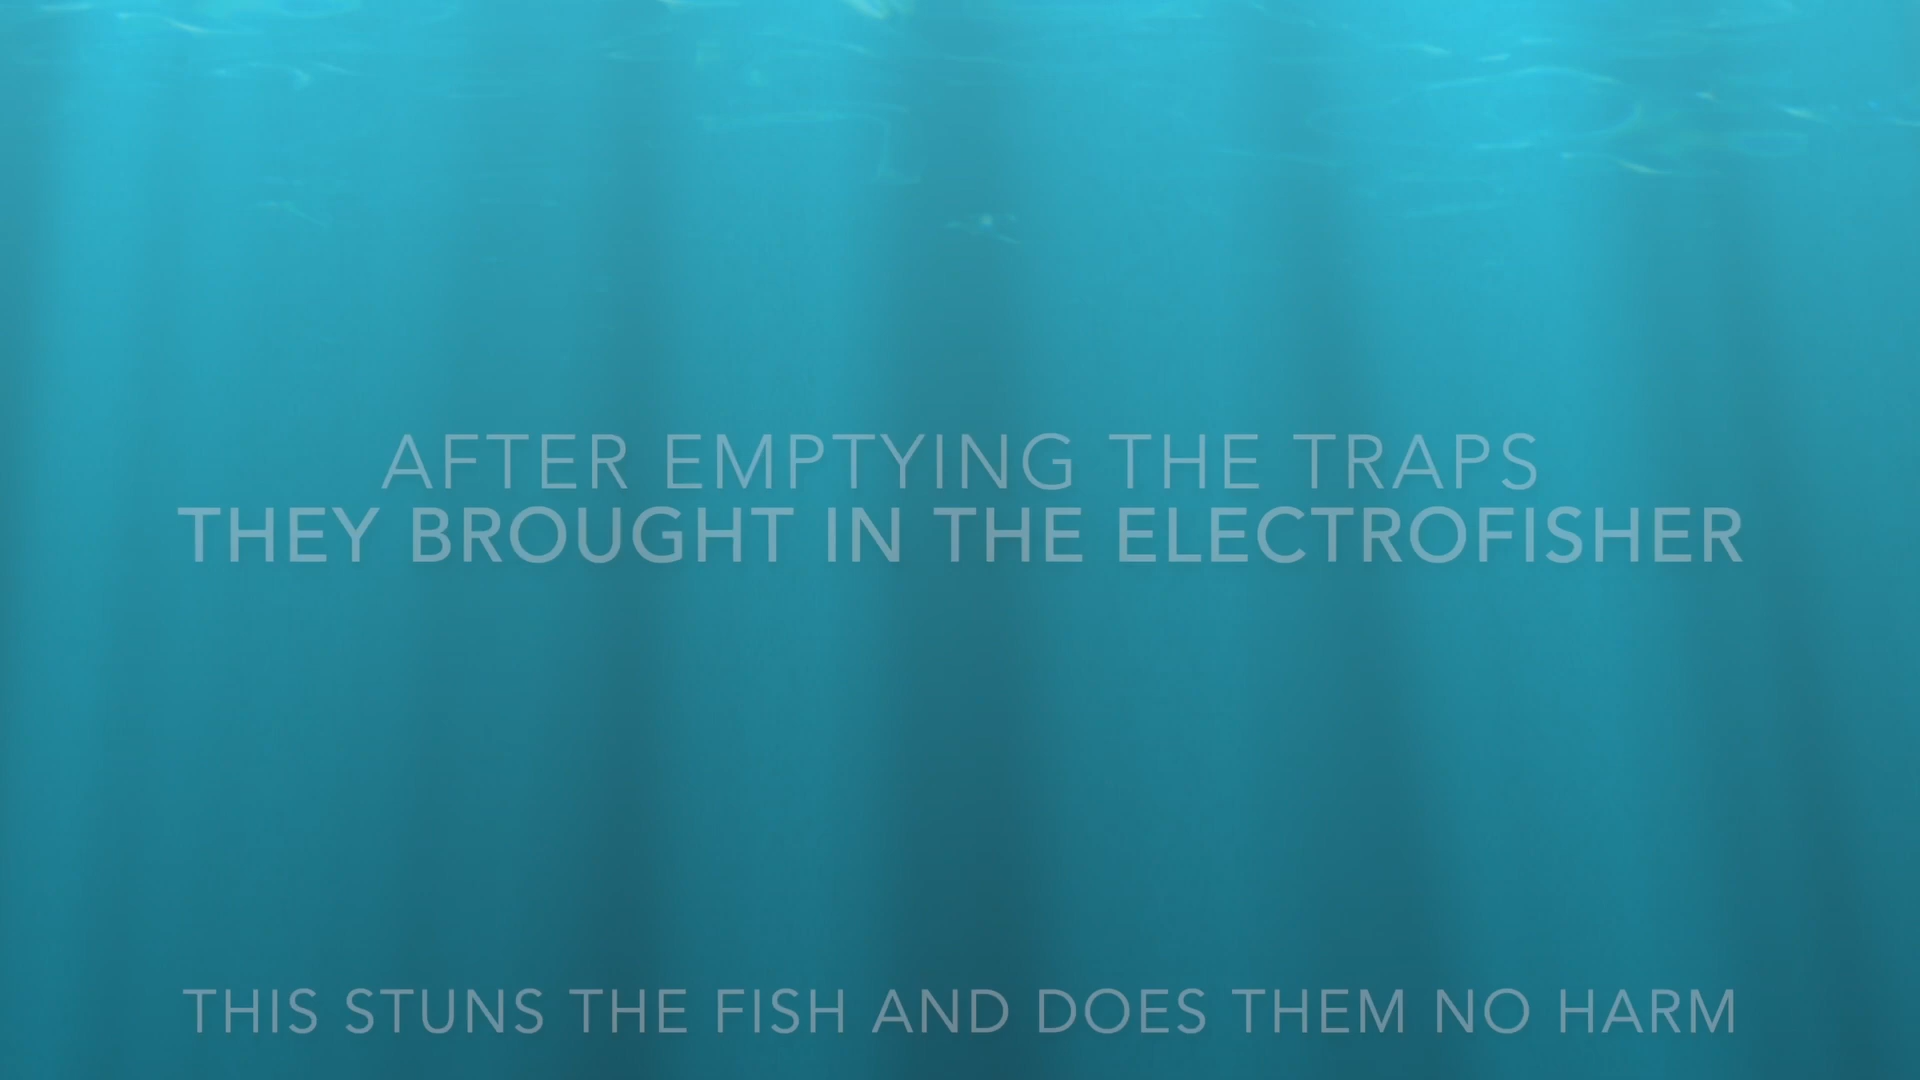 AFTER EMPTYING THE TRAPS
THEY BROUGHT IN THE ELECTROFISHER
THIS STUNS THE FISH AND DOES THEM NO HARM